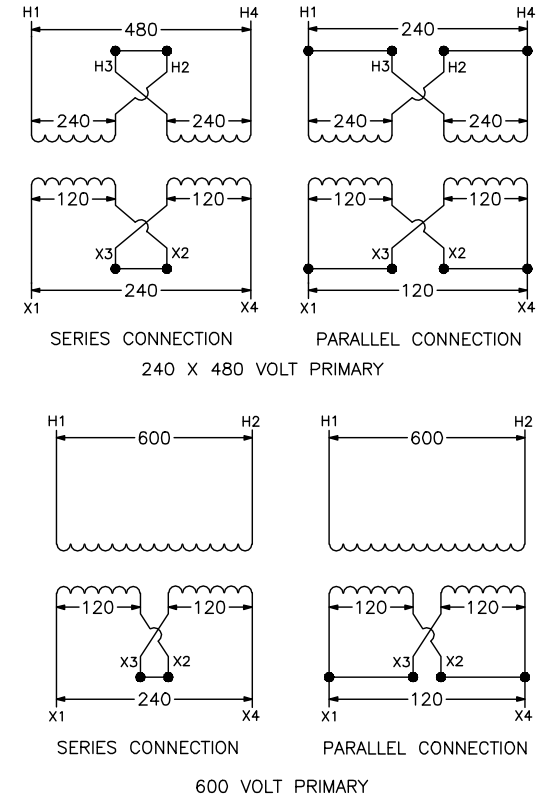 H1 H4 H1 H4
480 240
H3 H2 H3 H2
240 240 240 240
120 120 120 120
X3 X2 X3 X2
240 120
X1 X4 X1 X4
SERIES CONNECTION PARALLEL CONNECTION
240 X 480 VOLT PRIMARY
H1 H2 H1 H2
600 600
120 120 120 120
X3 X2 X3 X2
240 120
X1 X4 X1 X4
SERIES CONNECTION PARALLEL CONNECTION
600 VOLT PRIMARY